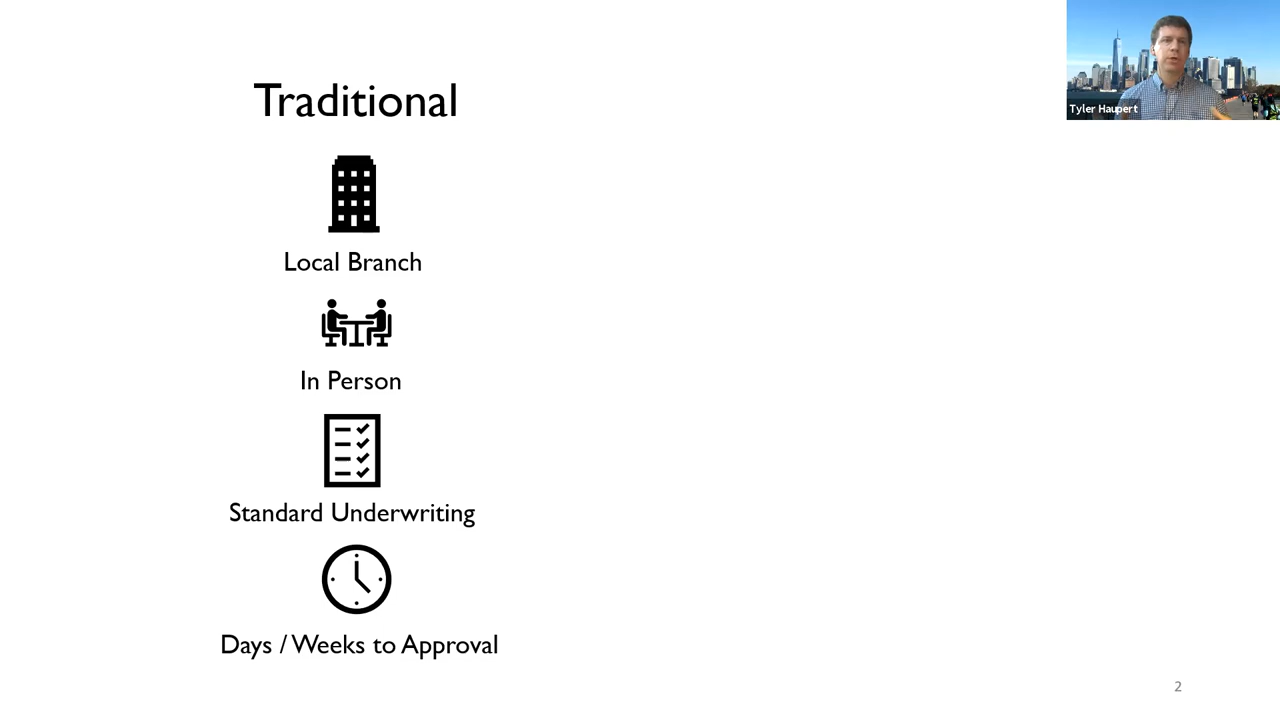 Traditional
Tyler Haupert
Local Branch
In Person
Standard Underwriting
Days / Weeks to Approval
2